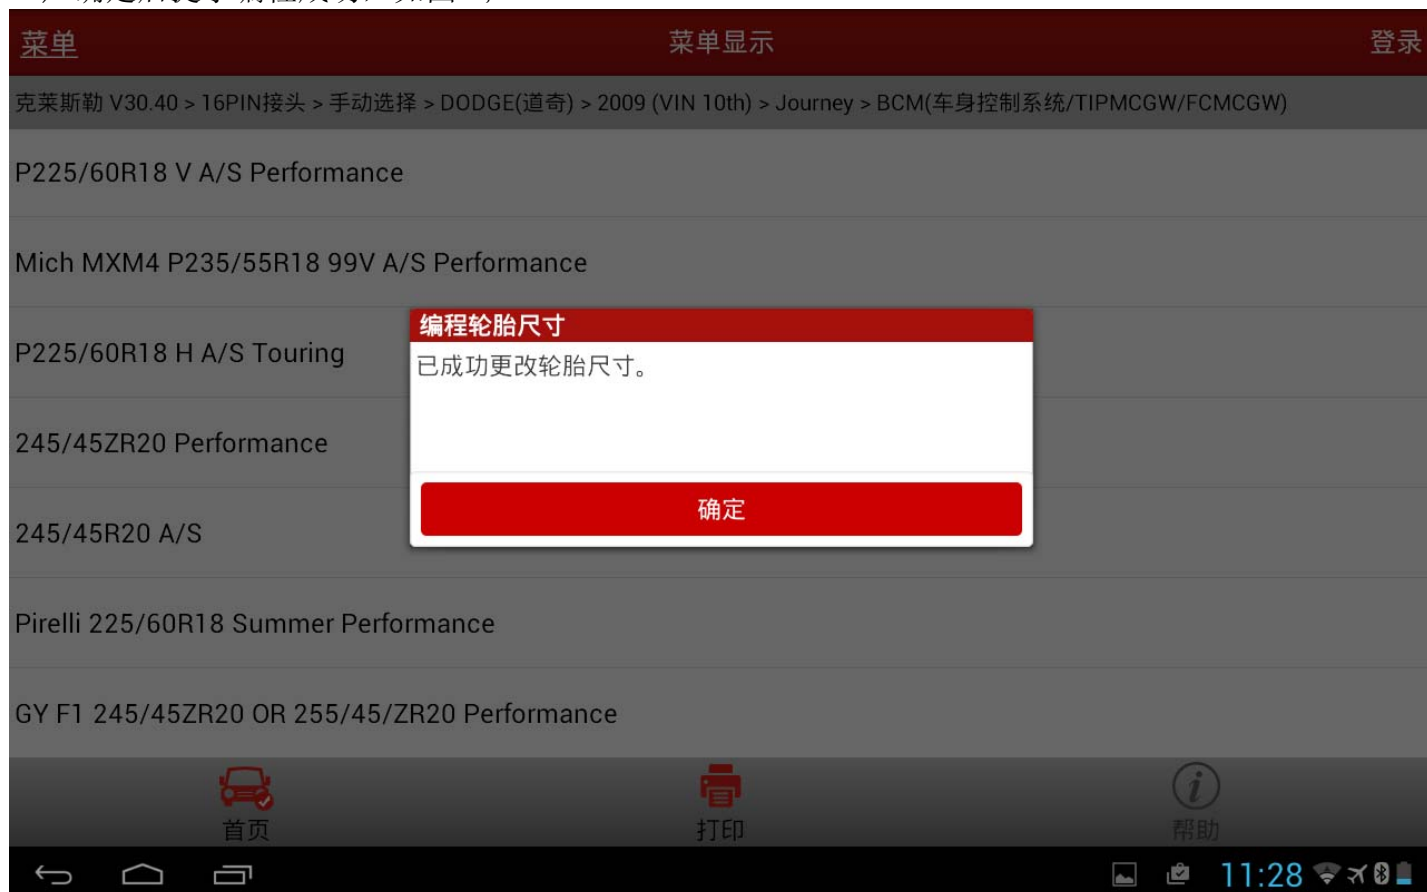 菜单 菜单显示 登录
克莱斯勒 V30.40 > 16PIN接头 > 手动选择 > DODGE(道奇) > 2009 (VIN 10th) > Journey > BCM(车身控制系统/TIPMCGW/FCMCGW)
P225/60R18 V A/S Performance
Mich MXM4 P235/55R18 99V A/S Performance
编程轮胎尺寸
P225/60R18 H A/S Touring
已成功更改轮胎尺寸。
245/45ZR20 Performance
确定
245/45R20 A/S
Pirelli 225/60R18 Summer Performance
GY F1 245/45ZR20 OR 255/45/ZR20 Performance
首页 打印 帮助
11:28